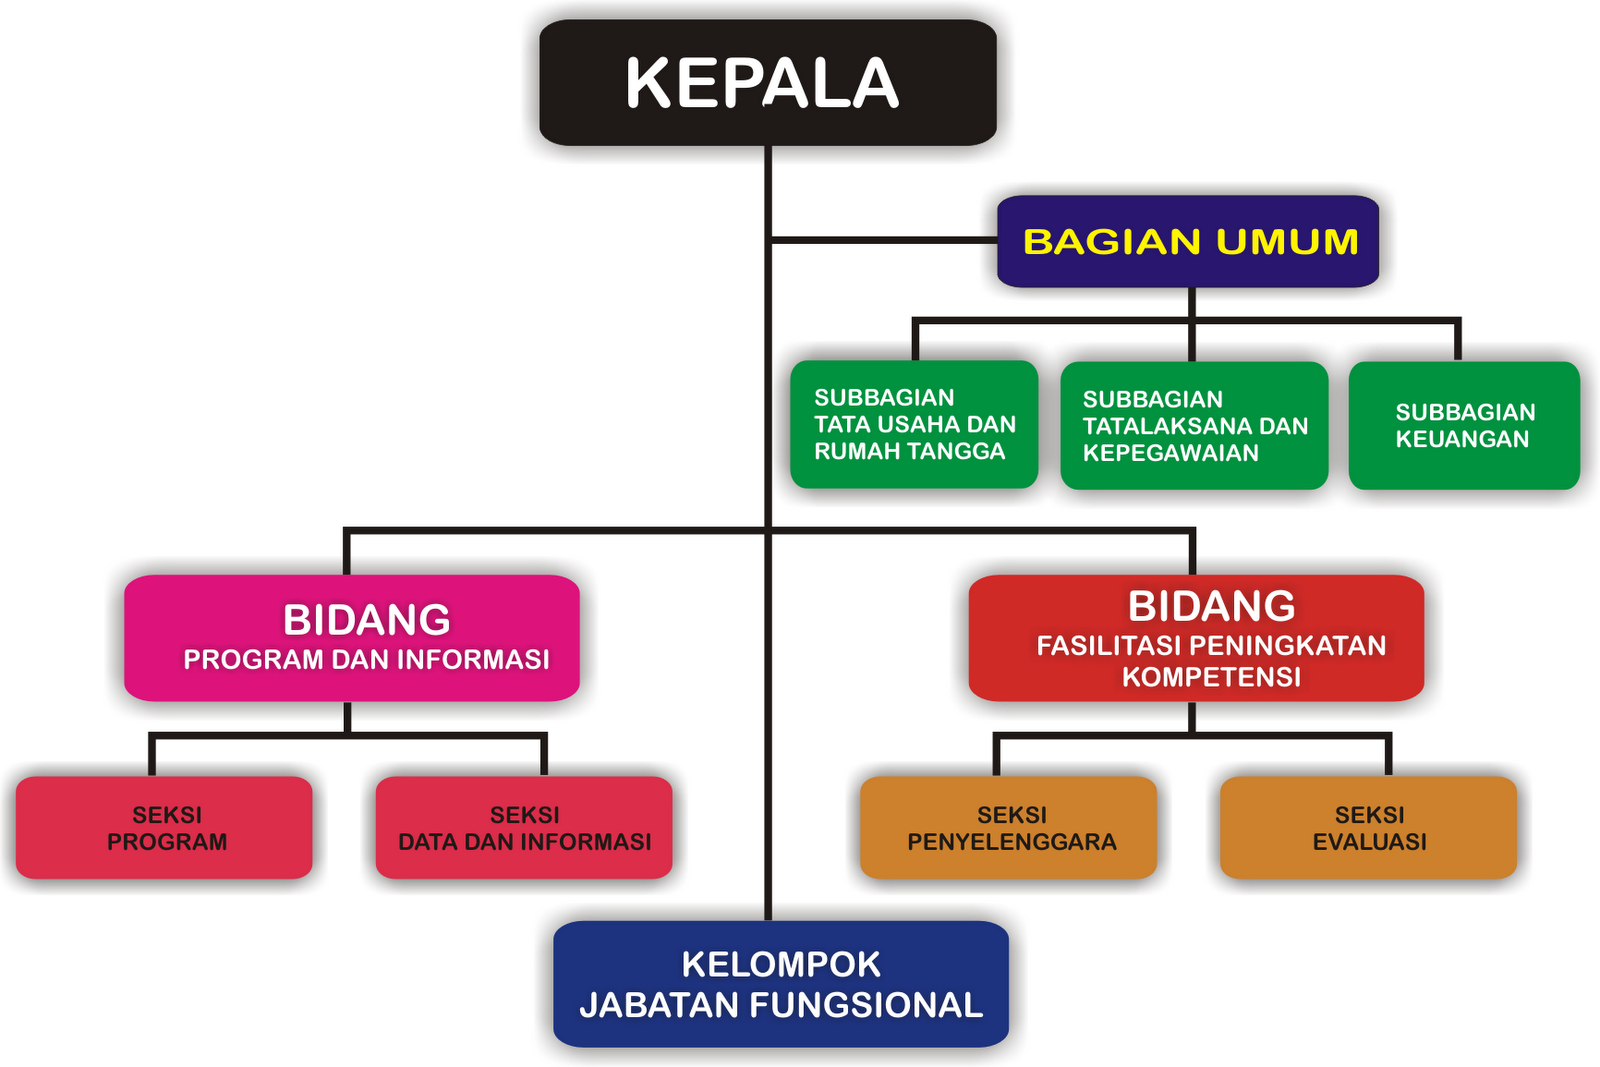 KEPALA
BAGIAN UMUM
SUBBAGIAN
TATA USAHA DAN
RUMAH TANGGA
SUBBAGIAN
TATALAKSANA DAN
KEPEGAWAIAN
SUBBAGIAN
KEUANGAN
BIDANG
PROGRAM DAN INFORMASI
BIDANG
FASILITASI PENINGKATAN
KOMPETENSI
SEKSI
PROGRAM
SEKSI
DATA DAN INFORMASI
SEKSI
PENYELENGGARA
SEKSI
EVALUASI
KELOMPOK
JABATAN FUNGSIONAL